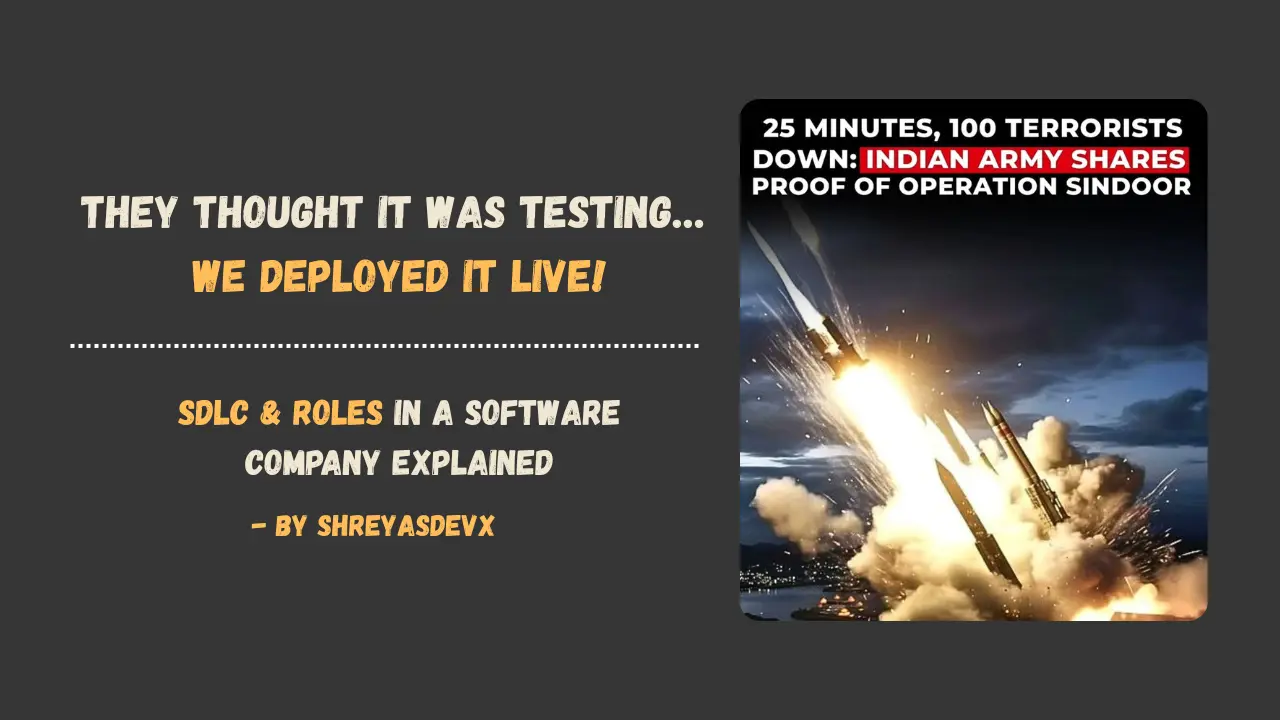 THEY THOUGHT IT WAS TESTING...
WE DEPLOYED IT LIVE!
SDLC & ROLES IN A SOFTWARE
COMPANY EXPLAINED
- BY SHREYASDEVX
25 MINUTES, 100 TERRORISTS
DOWN: INDIAN ARMY SHARES
PROOF OF OPERATION SINDOOR